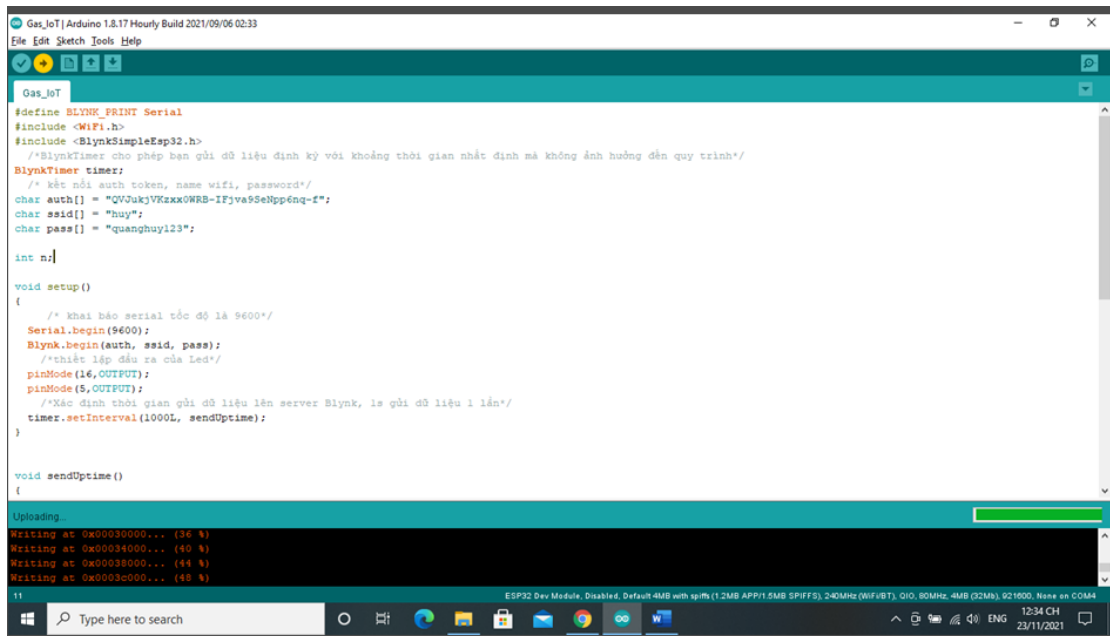 Gas_IoT | Arduino 1.8.17 Hourly Build 2021/09/06 02:33
File Edit Sketch Tools Help
Gas_IoT
#define BLYNK_PRINT Serial
#include <WiFi.h>
#include <BlynkSimpleEsp32.h>
/*BlynkTimer cho phép bạn gửi dữ liệu định kỳ với khoảng thời gian nhất định mà không ảnh hưởng đến quy trình*/
BlynkTimer timer;
/* kết nối auth token, name wifi, password*/
char auth[] = "QVJukjVKzxx0WRB-IFjva9SeNpp6nq-f";
char ssid[] = "huy";
char pass[] = "quanghuy123";
int n;
void setup()
{
/* khai báo serial tốc độ là 9600*/
Serial.begin(9600);
Blynk.begin(auth, ssid, pass);
/*thiết lập đầu ra của Led*/
pinMode(16,OUTPUT);
pinMode(5,OUTPUT);
/*Xác định thời gian gửi dữ liệu lên server Blynk, 1s gửi dữ liệu 1 lần*/
timer.setInterval(1000L, sendUptime);
}
void sendUptime()
{
Uploading...
Writing at 0x00030000... (36 %)
Writing at 0x00034000... (40 %)
Writing at 0x00038000... (44 %)
Writing at 0x0003c000... (48 %)
11 ESP32 Dev Module, Disabled, Default 4MB with spiffs (1.2MB APP/1.5MB SPIFFS), 240MHz (WiFi/BT), QIO, 80MHz, 4MB (32Mb), 921600, None on COM4
Type here to search
ENG
12:34 CH
23/11/2021